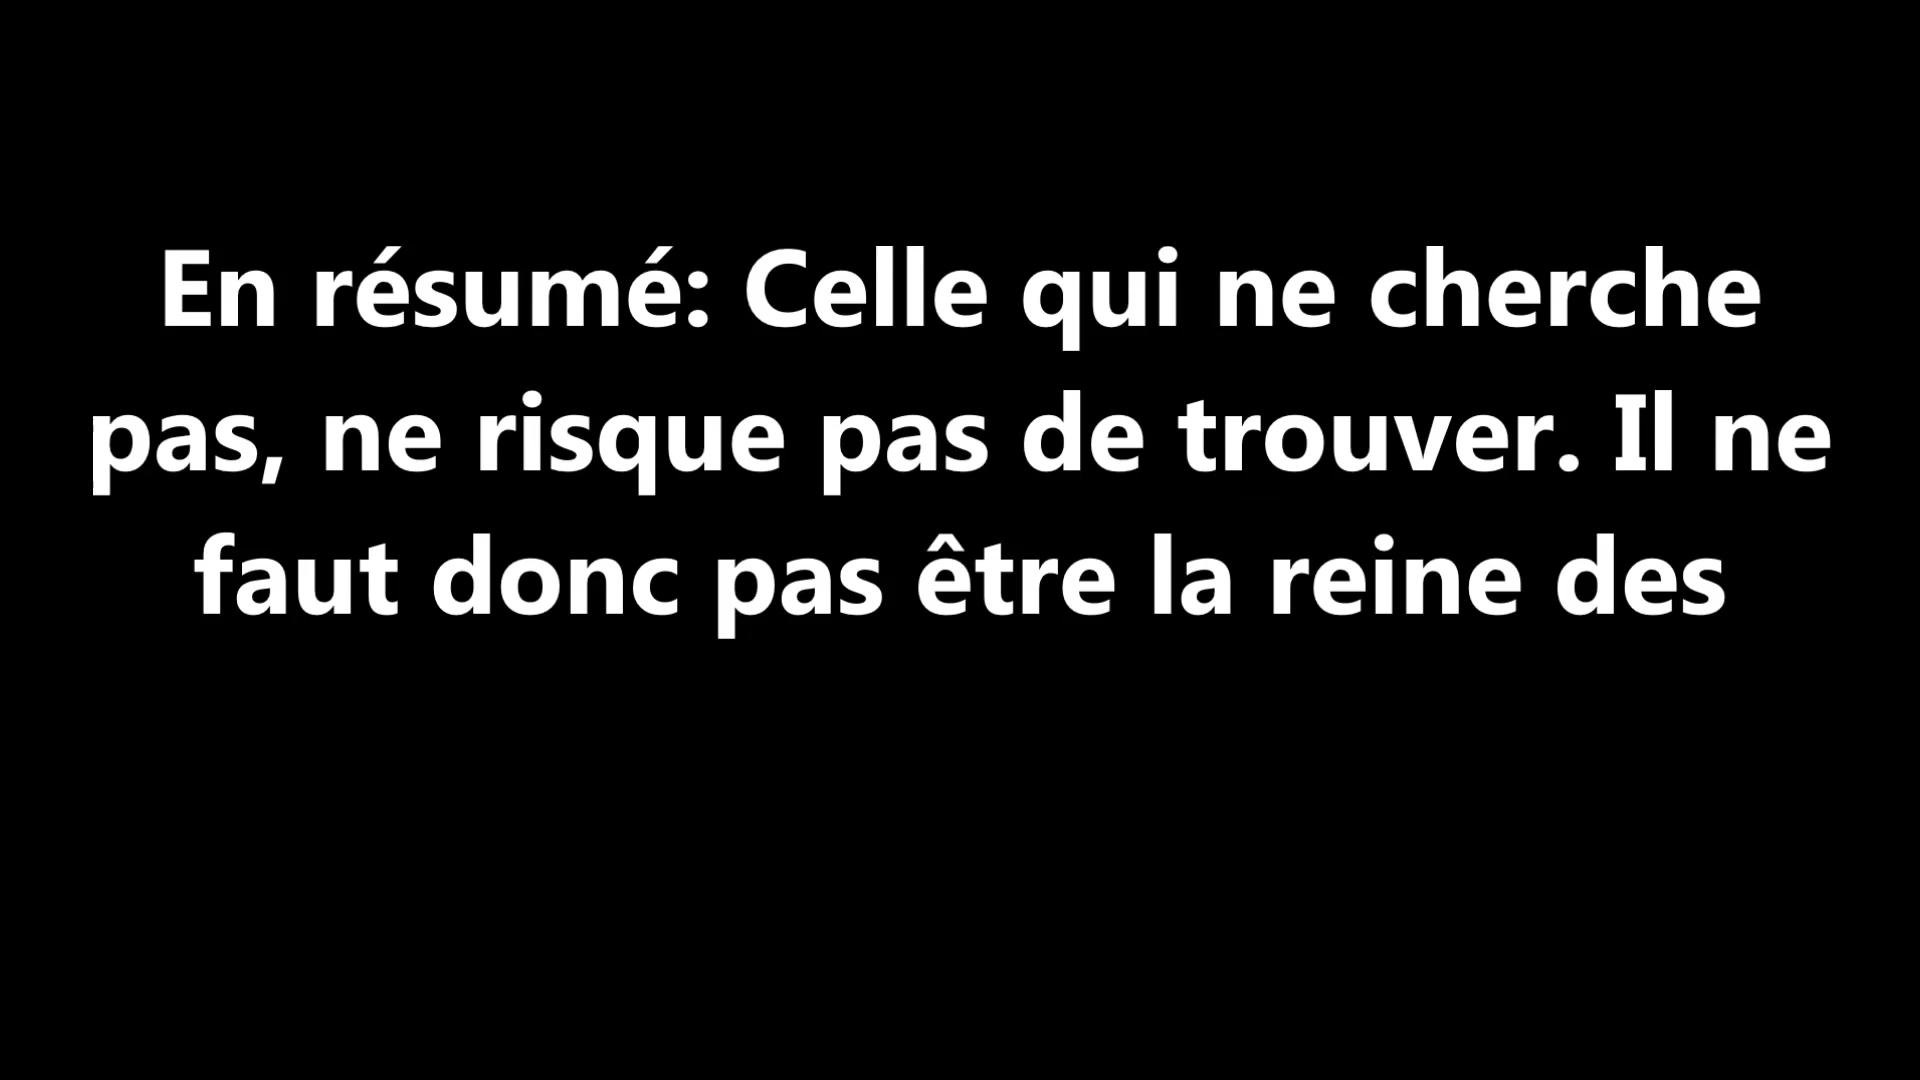 En résumé: Celle qui ne cherche
pas, ne risque pas de trouver. Il ne
faut donc pas être la reine des